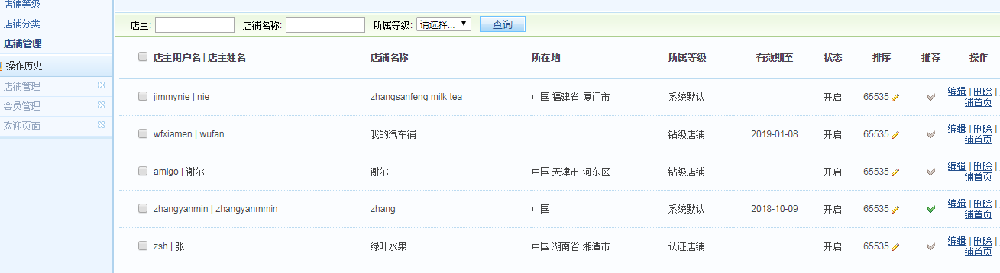 店铺等级
店铺分类
店铺管理
操作历史
店铺管理
会员管理
欢迎页面
店主: 店铺名称: 所属等级: 请选择... 查询
店主用户名 | 店主姓名 店铺名称 所在地 所属等级 有效期至 状态 排序 推荐 操作
jimmynie | nie zhangsanfeng milk tea 中国 福建省 厦门市 系统默认 开启 65535 编辑 | 删除 |
铺首页
wfxiamen | wufan 我的汽车铺 钻级店铺 2019-01-08 开启 65535 编辑 | 删除 |
铺首页
amigo | 谢尔 谢尔 中国 天津市 河东区 钻级店铺 开启 65535 编辑 | 删除 |
铺首页
zhangyanmin | zhangyanmmin zhang 中国 系统默认 2018-10-09 开启 65535 编辑 | 删除 |
铺首页
zsh | 张 绿叶水果 中国 湖南省 湘潭市 认证店铺 开启 65535 编辑 | 删除 |
铺首页